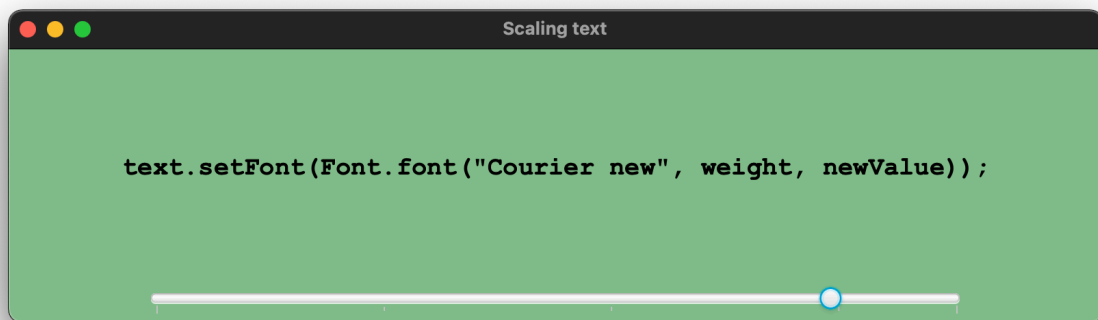 Scaling text
text.setFont(Font.font("Courier new", weight, newValue));